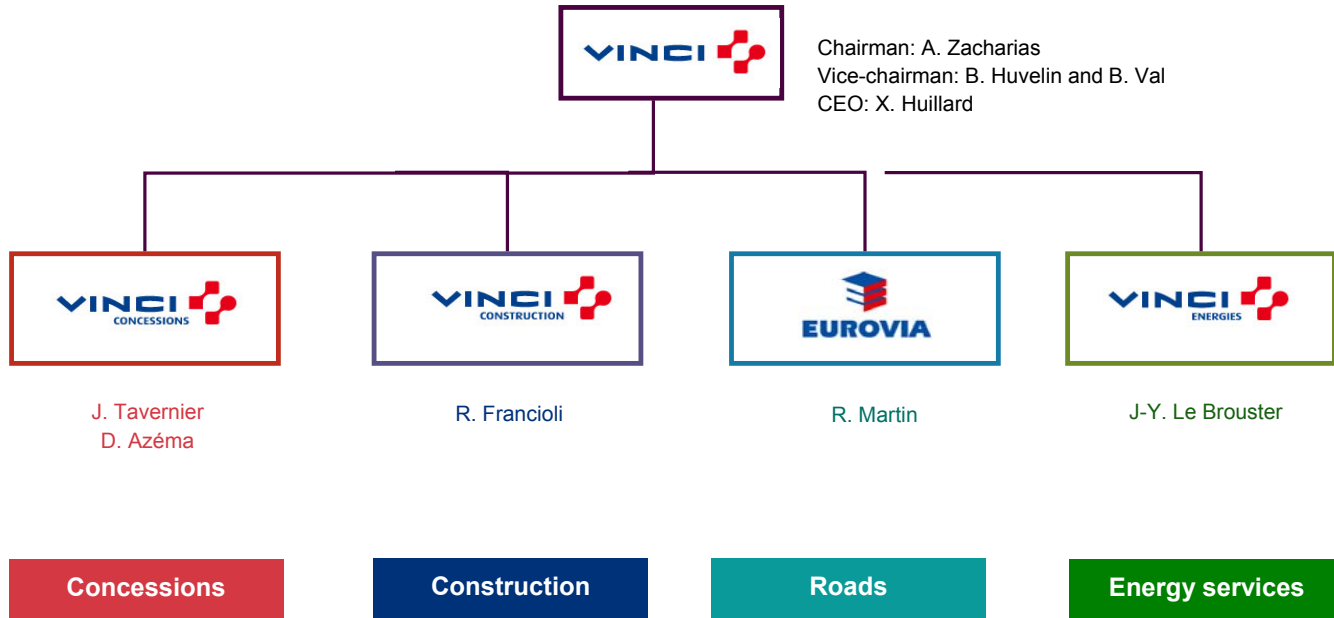 VINCI
Chairman: A. Zacharias
Vice-chairman: B. Huvelin and B. Val
CEO: X. Huillard
VINCI
CONCESSIONS
VINCI
CONSTRUCTION
EUROVIA
VINCI
ENERGIES
J. Tavernier
D. Azéma
R. Francioli
R. Martin
J-Y. Le Brouster
Concessions
Construction
Roads
Energy services